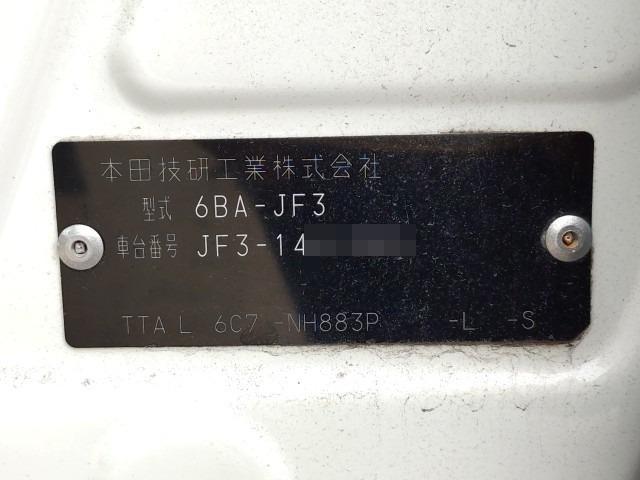 本田技研工業株式会社
型式 6BA-JF3
車台番号 JF3-14
TTA L 6C7 -NH883P -L -S